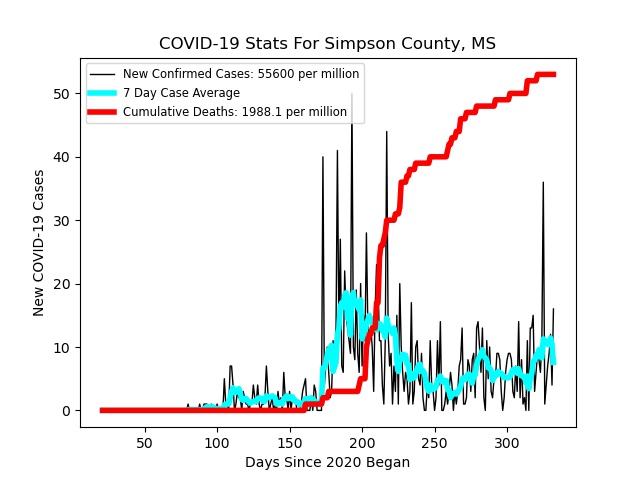 COVID-19 Stats For Simpson County, MS
New Confirmed Cases: 55600 per million
7 Day Case Average
Cumulative Deaths: 1988.1 per million
New COVID-19 Cases
50
40
30
20
10
0
50 100 150 200 250 300
Days Since 2020 Began